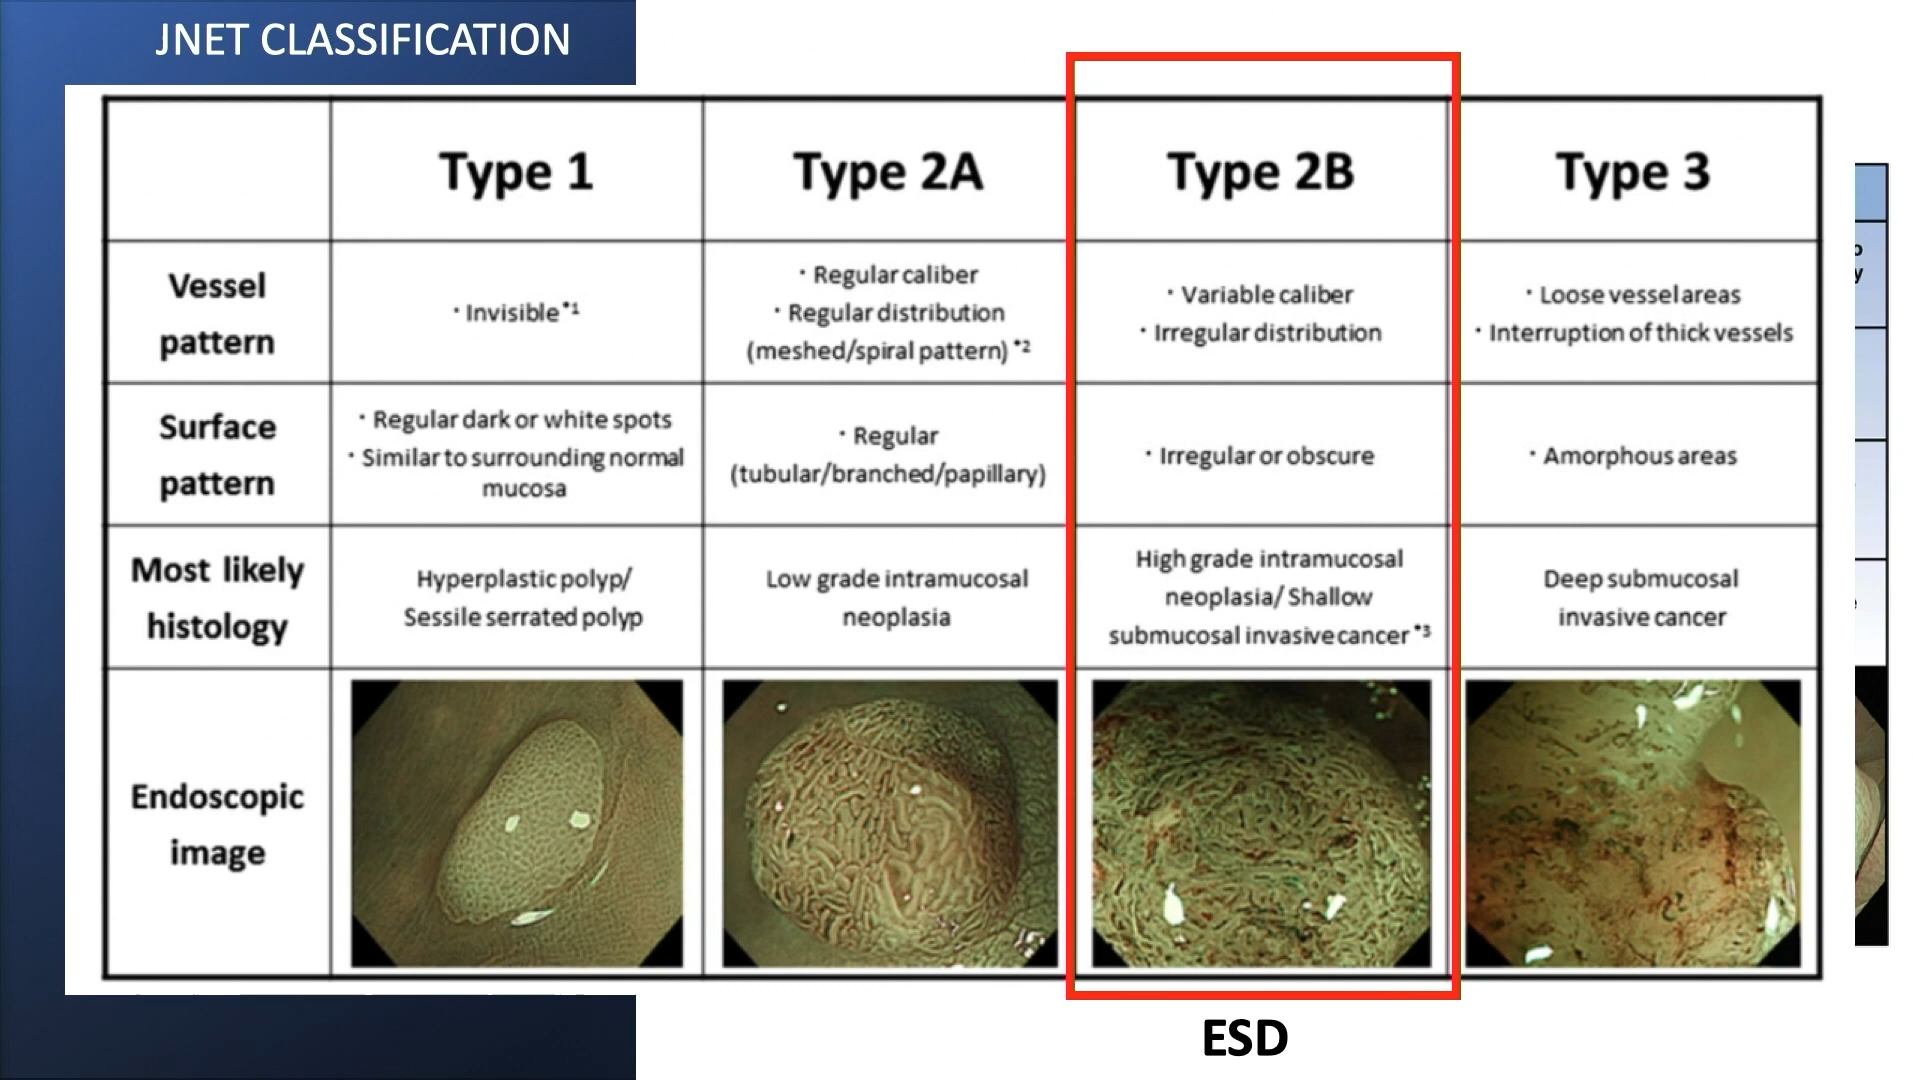 JNET CLASSIFICATION
Type 1
Type 2A
Type 2B
Type 3
Vessel
pattern
・Invisible*1
・Regular caliber
・Regular distribution
(meshed/spiral pattern) *2
・Variable caliber
・Irregular distribution
・Loose vessel areas
・Interruption of thick vessels
Surface
pattern
・Regular dark or white spots
・Similar to surrounding normal
mucosa
・Regular
(tubular/branched/papillary)
・Irregular or obscure
・Amorphous areas
Most likely
histology
Hyperplastic polyp/
Sessile serrated polyp
Low grade intramucosal
neoplasia
High grade intramucosal
neoplasia/ Shallow
submucosal invasive cancer *3
Deep submucosal
invasive cancer
Endoscopic
image
ESD